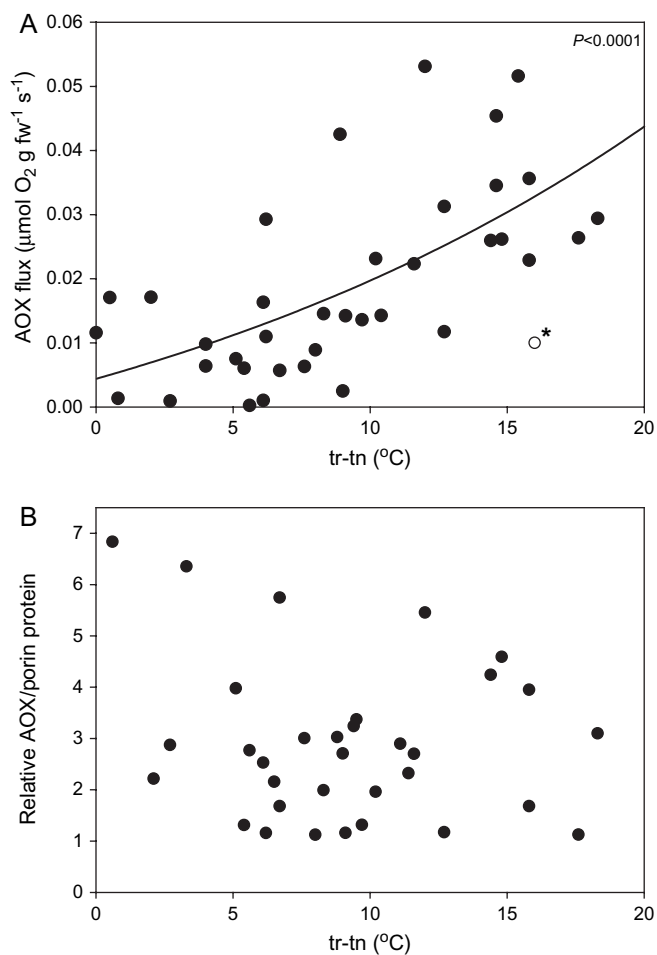 A
P<0.0001
AOX flux (μmol O₂ g fw⁻¹ s⁻¹)
0.06
0.05
0.04
0.03
0.02
0.01
0.00
*
0 5 10 15 20
tr-tn (°C)
B
Relative AOX/porin protein
7
6
5
4
3
2
1
0
0 5 10 15 20
tr-tn (°C)